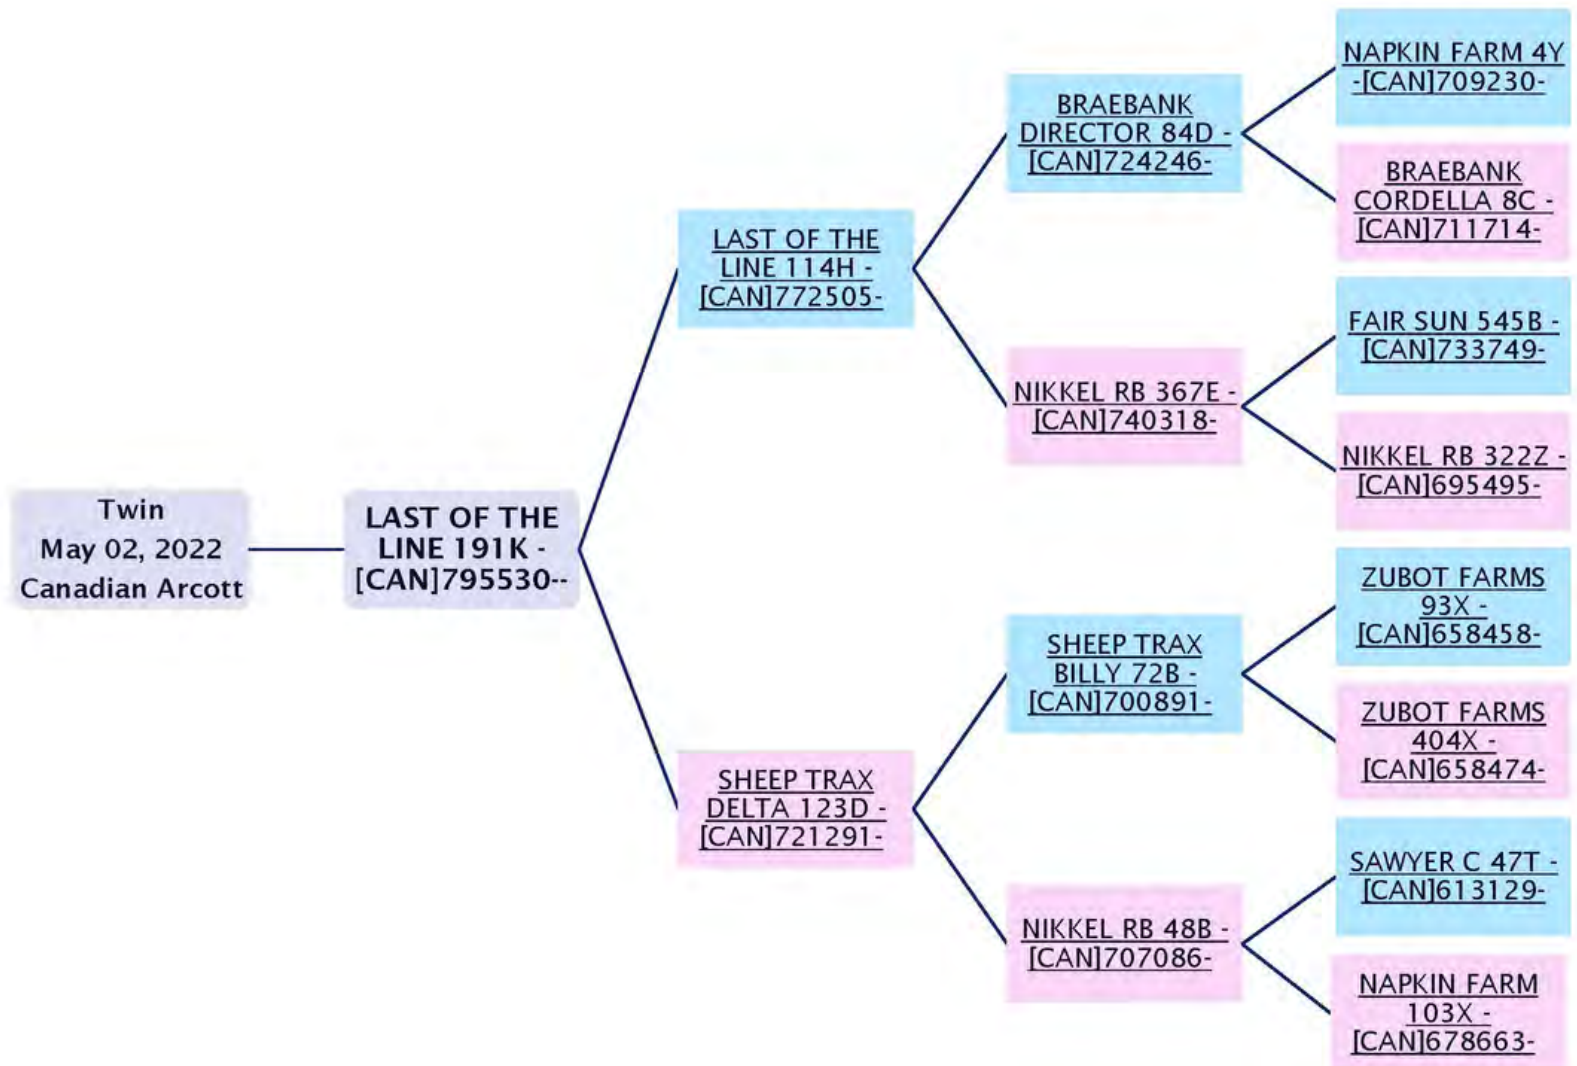 Twin
May 02, 2022
Canadian Arcott
LAST OF THE
LINE 191K -
[CAN]795530--
LAST OF THE
LINE 114H -
[CAN]772505-
SHEEP TRAX
DELTA 123D -
[CAN]721291-
BRAEBANK
DIRECTOR 84D -
[CAN]724246-
NIKKEL RB 367E -
[CAN]740318-
SHEEP TRAX
BILLY 72B -
[CAN]700891-
NIKKEL RB 48B -
[CAN]707086-
NAPKIN FARM 4Y
-[CAN]709230-
BRAEBANK
CORDELLA 8C -
[CAN]711714-
FAIR SUN 545B -
[CAN]733749-
NIKKEL RB 322Z -
[CAN]695495-
ZUBOT FARMS
93X -
[CAN]658458-
ZUBOT FARMS
404X -
[CAN]658474-
SAWYER C 47T -
[CAN]613129-
NAPKIN FARM
103X -
[CAN]678663-